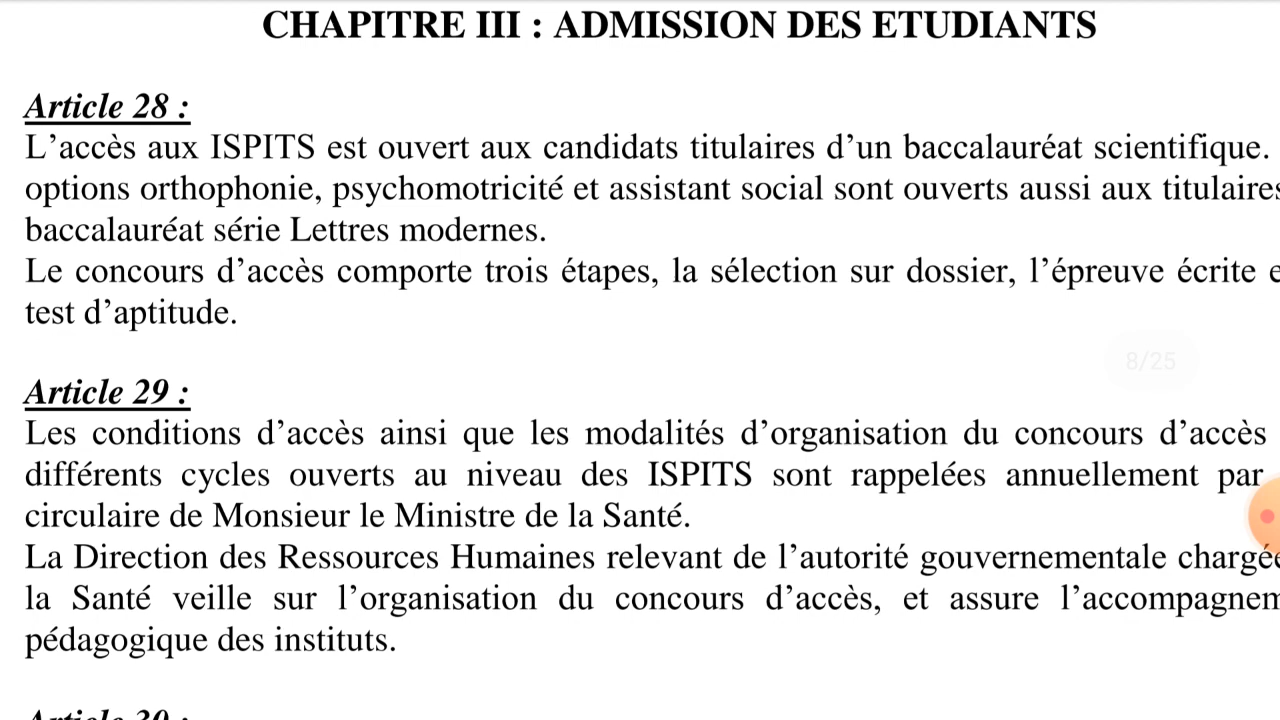 CHAPITRE III : ADMISSION DES ETUDIANTS
Article 28 :
L’accès aux ISPITS est ouvert aux candidats titulaires d’un baccalauréat scientifique.
options orthophonie, psychomotricité et assistant social sont ouverts aussi aux titulaires
baccalauréat série Lettres modernes.
Le concours d’accès comporte trois étapes, la sélection sur dossier, l’épreuve écrite e
test d’aptitude.
8/25
Article 29 :
Les conditions d’accès ainsi que les modalités d’organisation du concours d’accès
différents cycles ouverts au niveau des ISPITS sont rappelées annuellement par
circulaire de Monsieur le Ministre de la Santé.
La Direction des Ressources Humaines relevant de l’autorité gouvernementale chargée
la Santé veille sur l’organisation du concours d’accès, et assure l’accompagnem
pédagogique des instituts.
Article 30 :